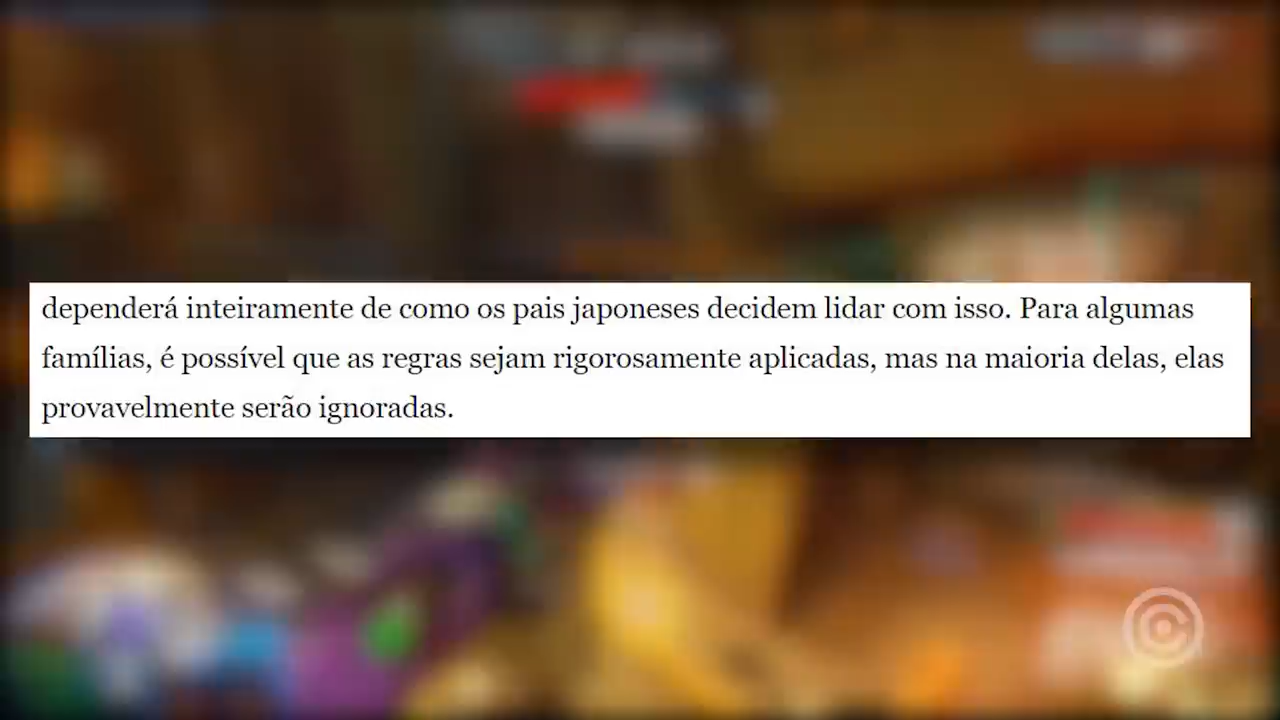 dependerá inteiramente de como os pais japoneses decidem lidar com isso. Para algumas
famílias, é possível que as regras sejam rigorosamente aplicadas, mas na maioria delas, elas
provavelmente serão ignoradas.